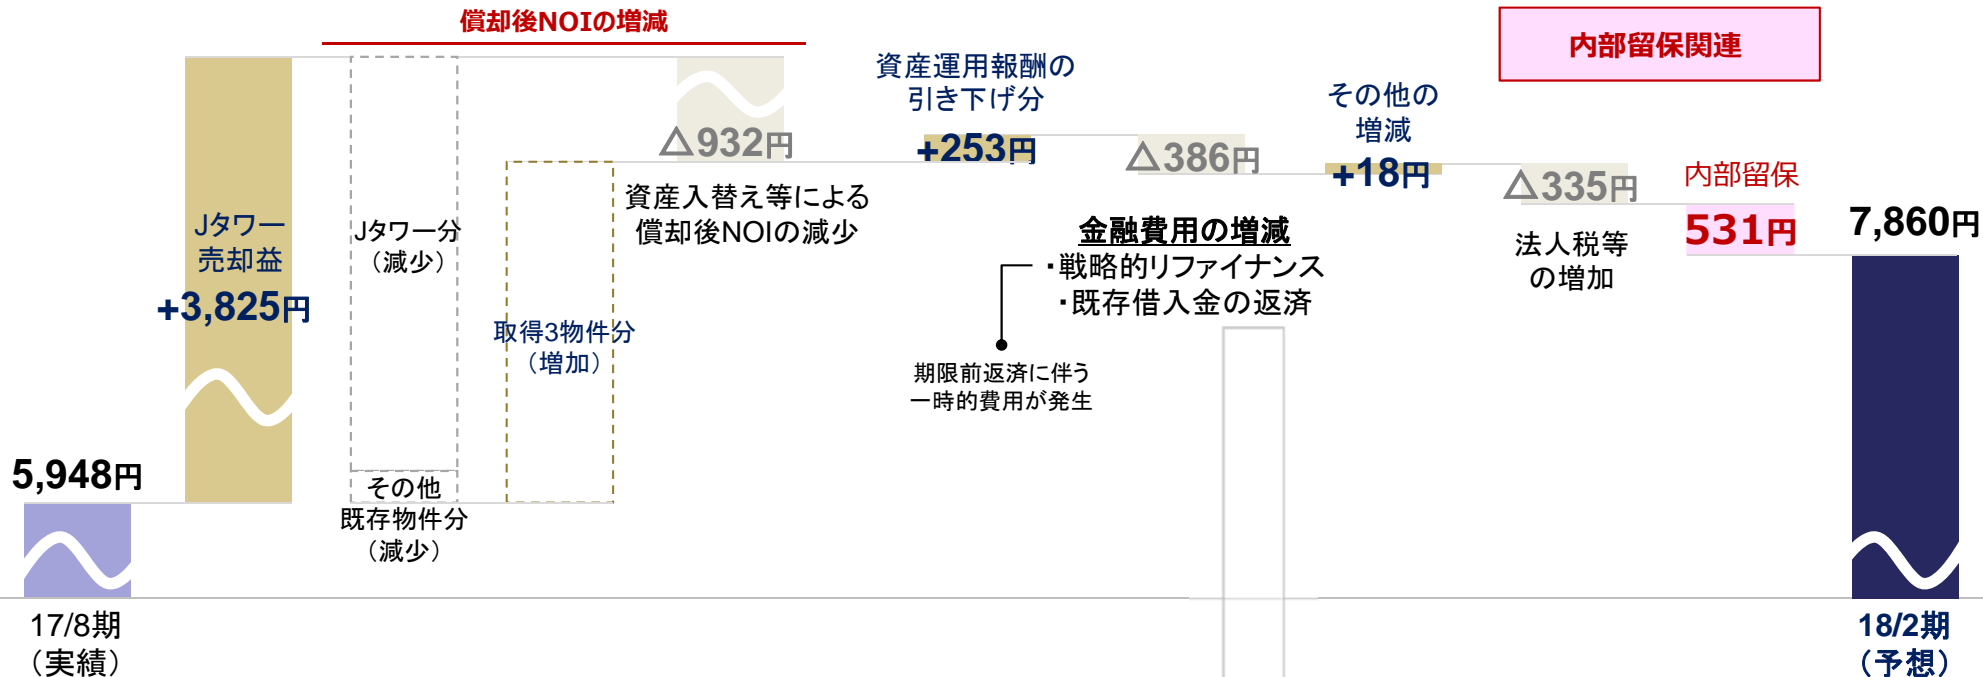 償却後NOIの増減
内部留保関連
Jタワー
売却益
+3,825円
Jタワー分
（減少）
その他
既存物件分
（減少）
取得3物件分
（増加）
△932円
資産入替え等による
償却後NOIの減少
資産運用報酬の
引き下げ分
+253円
△386円
金融費用の増減
・戦略的リファイナンス
・既存借入金の返済
期限前返済に伴う
一時的費用が発生
その他の
増減
+18円
△335円
法人税等
の増加
内部留保
531円
7,860円
5,948円
17/8期
（実績）
18/2期
（予想）